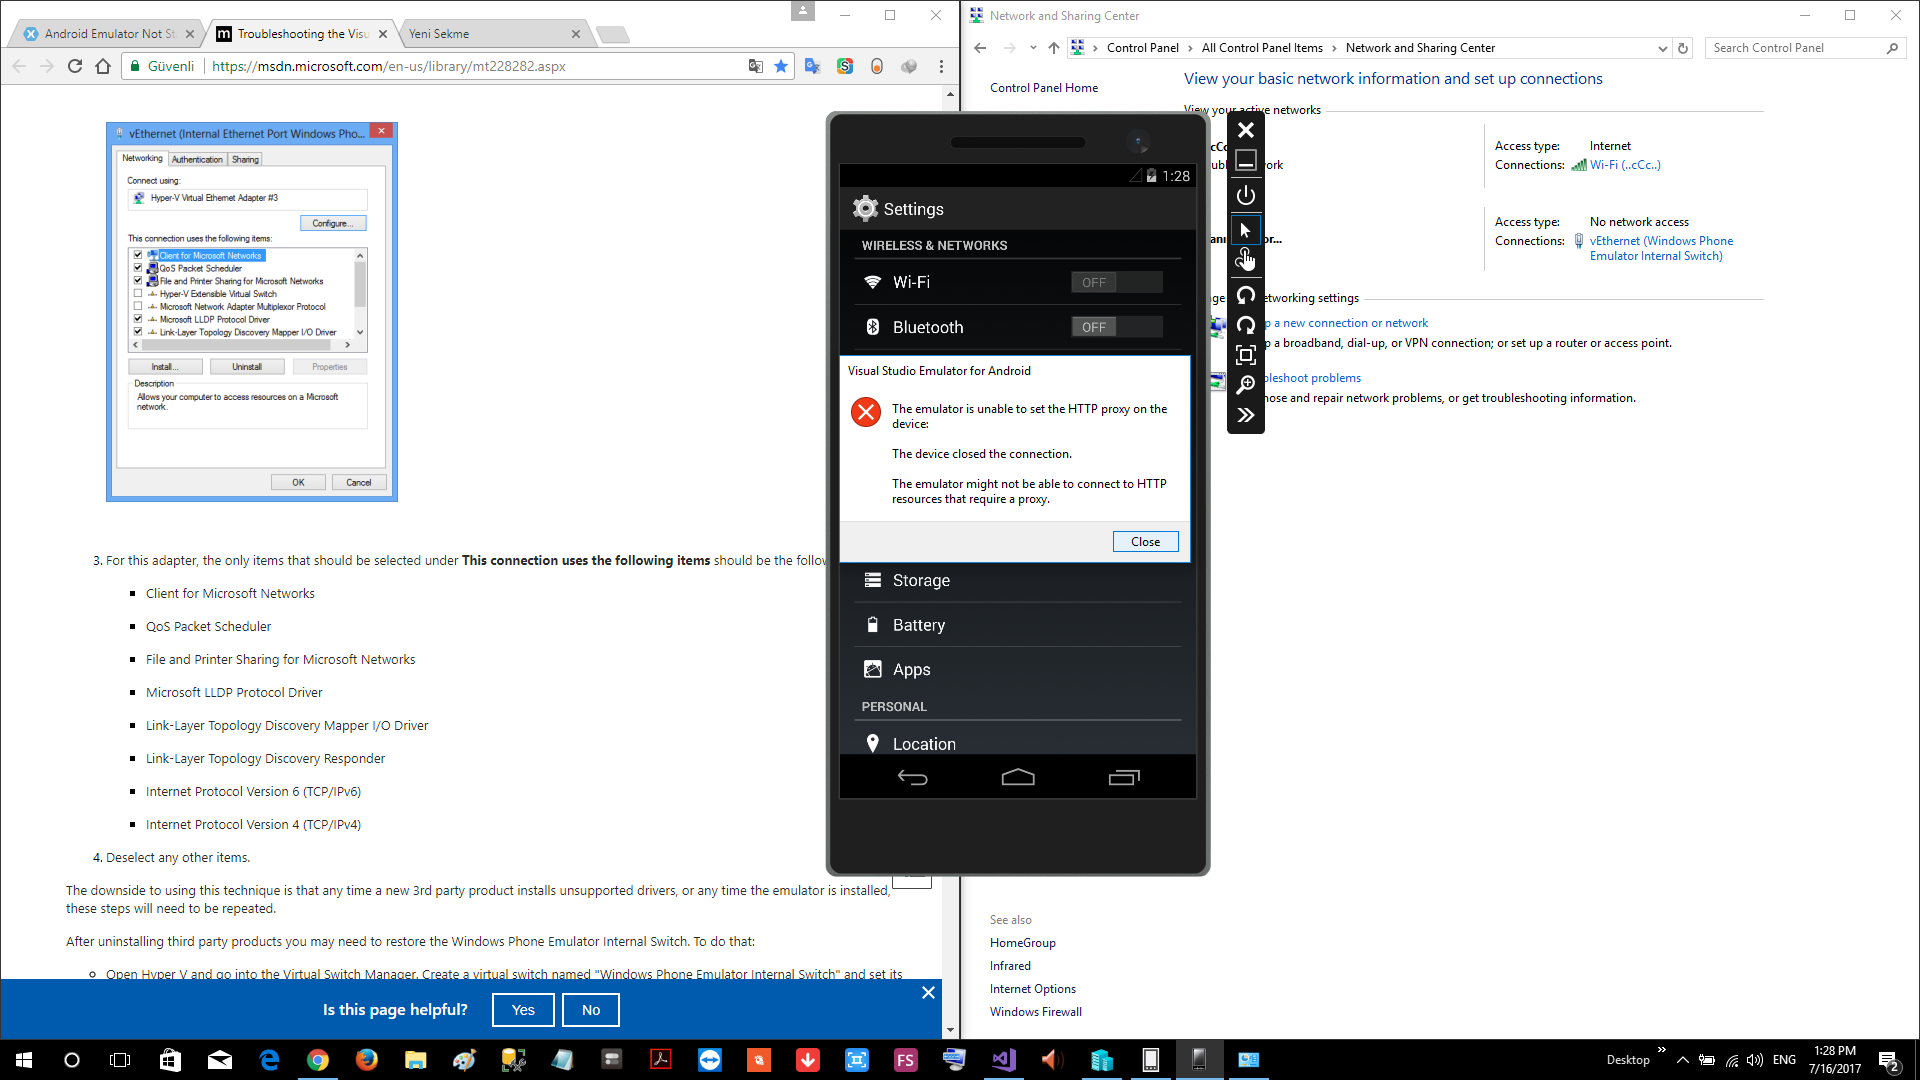 Android Emulator Not St
Troubleshooting the Visu
Yeni Sekme
Güvenli
https://msdn.microsoft.com/en-us/library/mt228282.aspx
vEthernet (Internal Ethernet Port Windows Pho...
Networking
Authentication
Sharing
Connect using:
Hyper-V Virtual Ethernet Adapter #3
Configure...
This connection uses the following items:
Client for Microsoft Networks
QoS Packet Scheduler
File and Printer Sharing for Microsoft Networks
Hyper-V Extensible Virtual Switch
Microsoft Network Adapter Multiplexor Protocol
Microsoft LLDP Protocol Driver
Link-Layer Topology Discovery Mapper I/O Driver
Install...
Uninstall
Properties
Description
Allows your computer to access resources on a Microsoft
network.
OK
Cancel
3. For this adapter, the only items that should be selected under This connection uses the following items should be the follow
Client for Microsoft Networks
QoS Packet Scheduler
File and Printer Sharing for Microsoft Networks
Microsoft LLDP Protocol Driver
Link-Layer Topology Discovery Mapper I/O Driver
Link-Layer Topology Discovery Responder
Internet Protocol Version 6 (TCP/IPv6)
Internet Protocol Version 4 (TCP/IPv4)
4. Deselect any other items.
The downside to using this technique is that any time a new 3rd party product installs unsupported drivers, or any time the emulator is installed,
these steps will need to be repeated.
After uninstalling third party products you may need to restore the Windows Phone Emulator Internal Switch. To do that:
Open Hyper V and go into the Virtual Switch Manager. Create a virtual switch named "Windows Phone Emulator Internal Switch" and set its
Is this page helpful?
Yes
No
1:28
Settings
WIRELESS & NETWORKS
Wi-Fi
OFF
Bluetooth
OFF
Visual Studio Emulator for Android
The emulator is unable to set the HTTP proxy on the
device:
The device closed the connection.
The emulator might not be able to connect to HTTP
resources that require a proxy.
Close
Storage
Battery
Apps
PERSONAL
Location
Network and Sharing Center
Control Panel
All Control Panel Items
Network and Sharing Center
Search Control Panel
Control Panel Home
View your basic network information and set up connections
View your active networks
Access type: Internet
Connections: Wi-Fi (..cCc..)
Access type: No network access
Connections: vEthernet (Windows Phone
Emulator Internal Switch)
etworking settings
p a new connection or network
p a broadband, dial-up, or VPN connection; or set up a router or access point.
bleshoot problems
nose and repair network problems, or get troubleshooting information.
See also
HomeGroup
Infrared
Internet Options
Windows Firewall
FS
Desktop
ENG
1:28 PM
7/16/2017
2